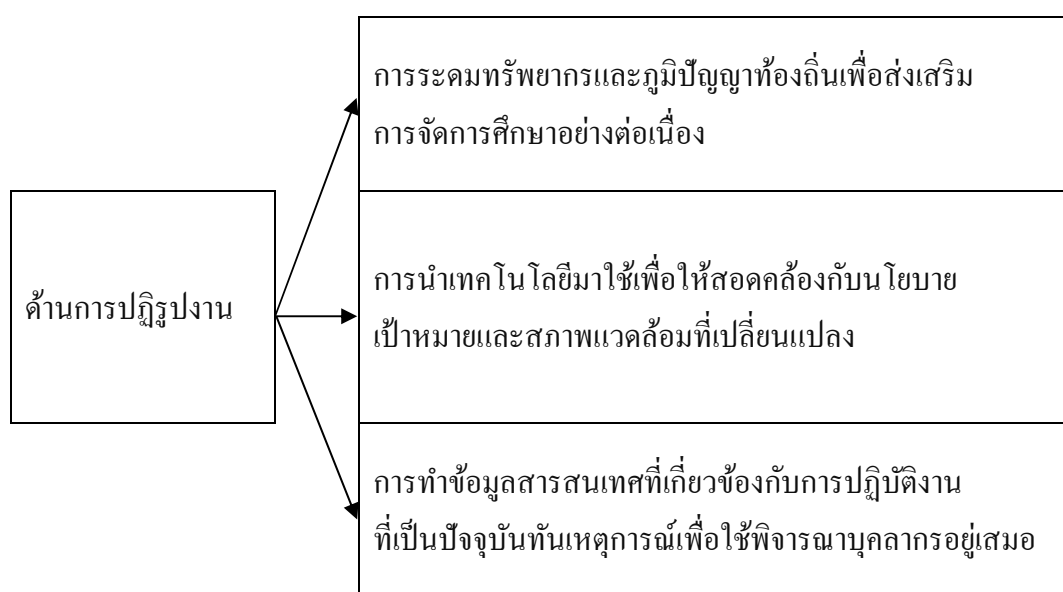 การระดมทรัพยากรและภูมิปัญญาท้องถิ่นเพื่อส่งเสริม
การจัดการศึกษาอย่างต่อเนื่อง
ด้านการปฏิรูปงาน
การนำเทคโนโลยีมาใช้เพื่อให้สอดคล้องกับนโยบาย
เป้าหมายและสภาพแวดล้อมที่เปลี่ยนแปลง
การทำข้อมูลสารสนเทศที่เกี่ยวข้องกับการปฏิบัติงาน
ที่เป็นปัจจุบันทันเหตุการณ์เพื่อใช้พิจารณาบุคลากรอยู่เสมอ